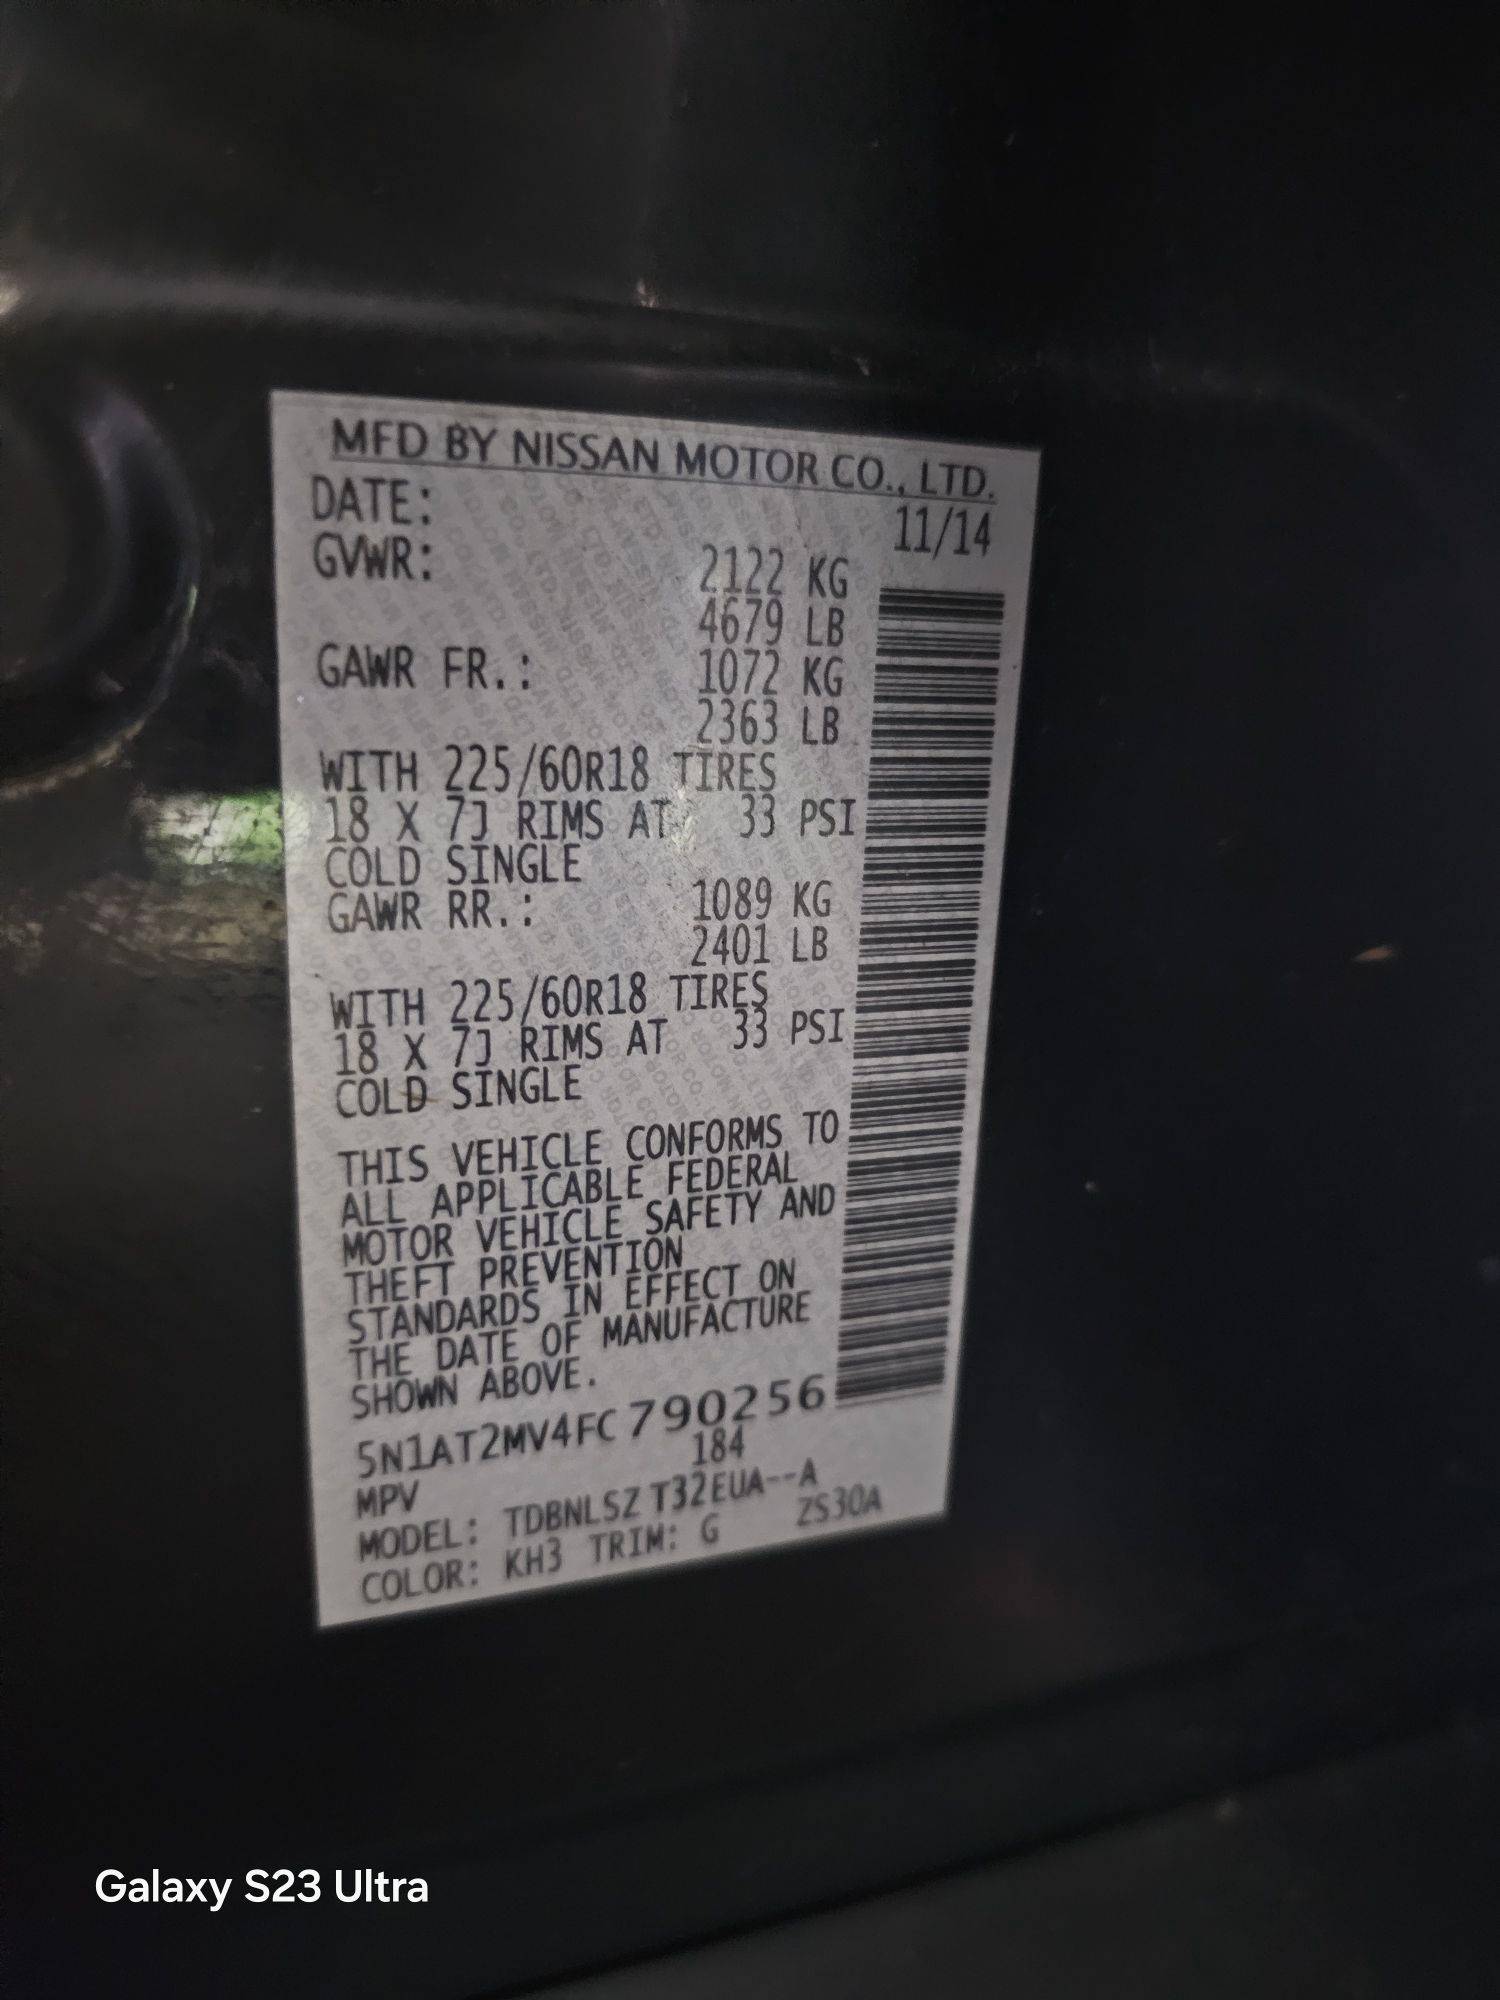 MFD BY NISSAN MOTOR CO., LTD.
DATE: 11/14
GVWR: 2122 KG
4679 LB
GAWR FR.: 1072 KG
2363 LB
WITH 225/60R18 TIRES
18 X 7J RIMS AT 33 PSI
COLD SINGLE
GAWR RR.: 1089 KG
2401 LB
WITH 225/60R18 TIRES
18 X 7J RIMS AT 33 PSI
COLD SINGLE
THIS VEHICLE CONFORMS TO
ALL APPLICABLE FEDERAL
MOTOR VEHICLE SAFETY AND
THEFT PREVENTION
STANDARDS IN EFFECT ON
THE DATE OF MANUFACTURE
SHOWN ABOVE.
5N1AT2MV4FC790256
MPV 184
MODEL: TDBNLSZ T32EUA--A
COLOR: KH3 TRIM: G ZS30A
Galaxy S23 Ultra